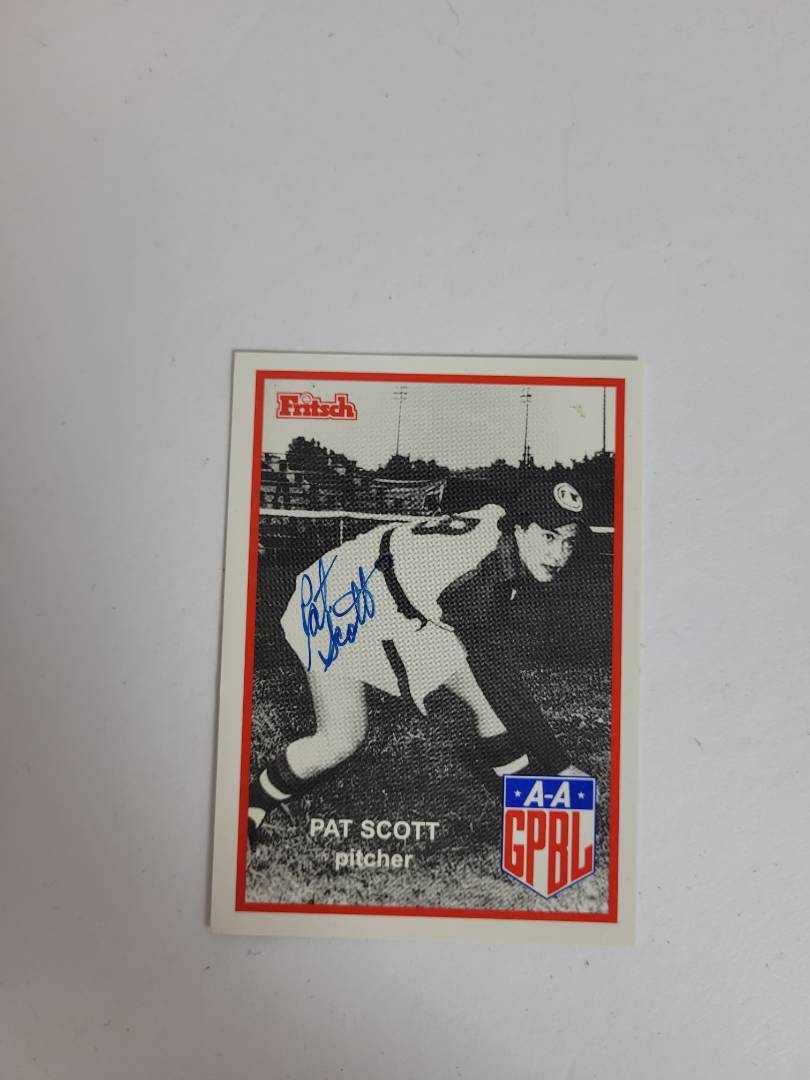 Fritsch
Pat
Scott
PAT SCOTT
pitcher
A-A
GPBL